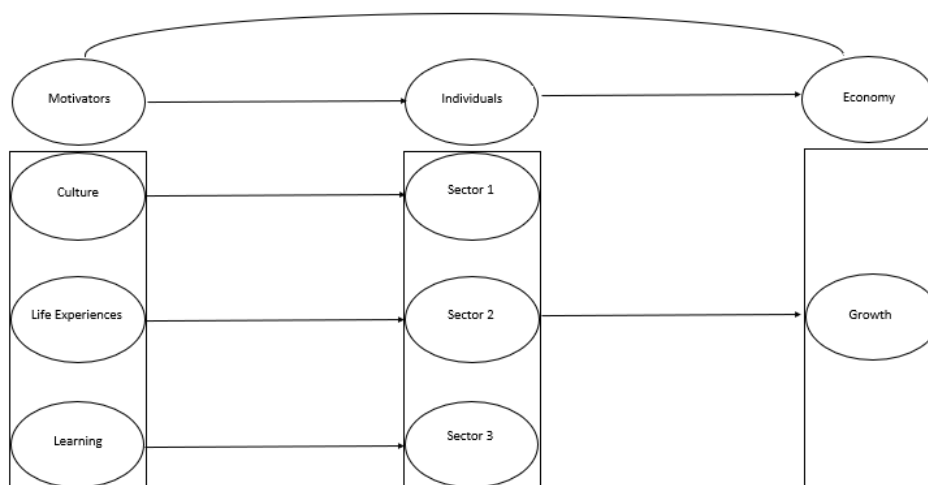 Motivators
Individuals
Economy
Culture
Sector 1
Life Experiences
Sector 2
Growth
Learning
Sector 3